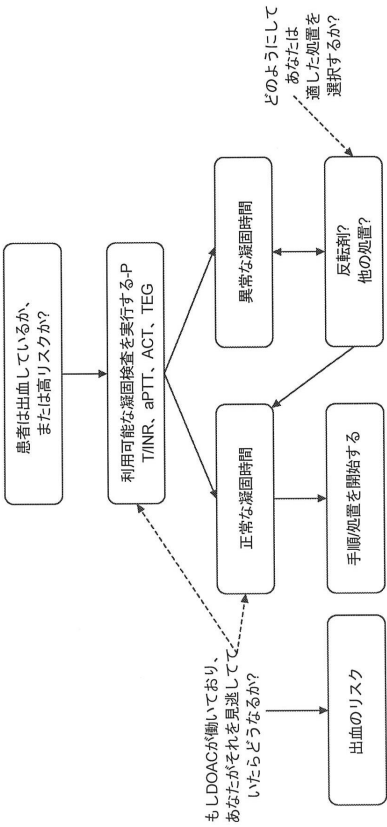 患者は出血しているか、
または高リスクか?
利用可能な凝固検査を実行する-P
T/INR、aPTT、ACT、TEG
もしDOACが働いており、
あなたがそれを見逃してて
いたらどうなるか?
正常な凝固時間
異常な凝固時間
どのようにして
あなたは
適した処置を
選択するか?
出血のリスク
手順/処置を開始する
反転剤?
他の処置?